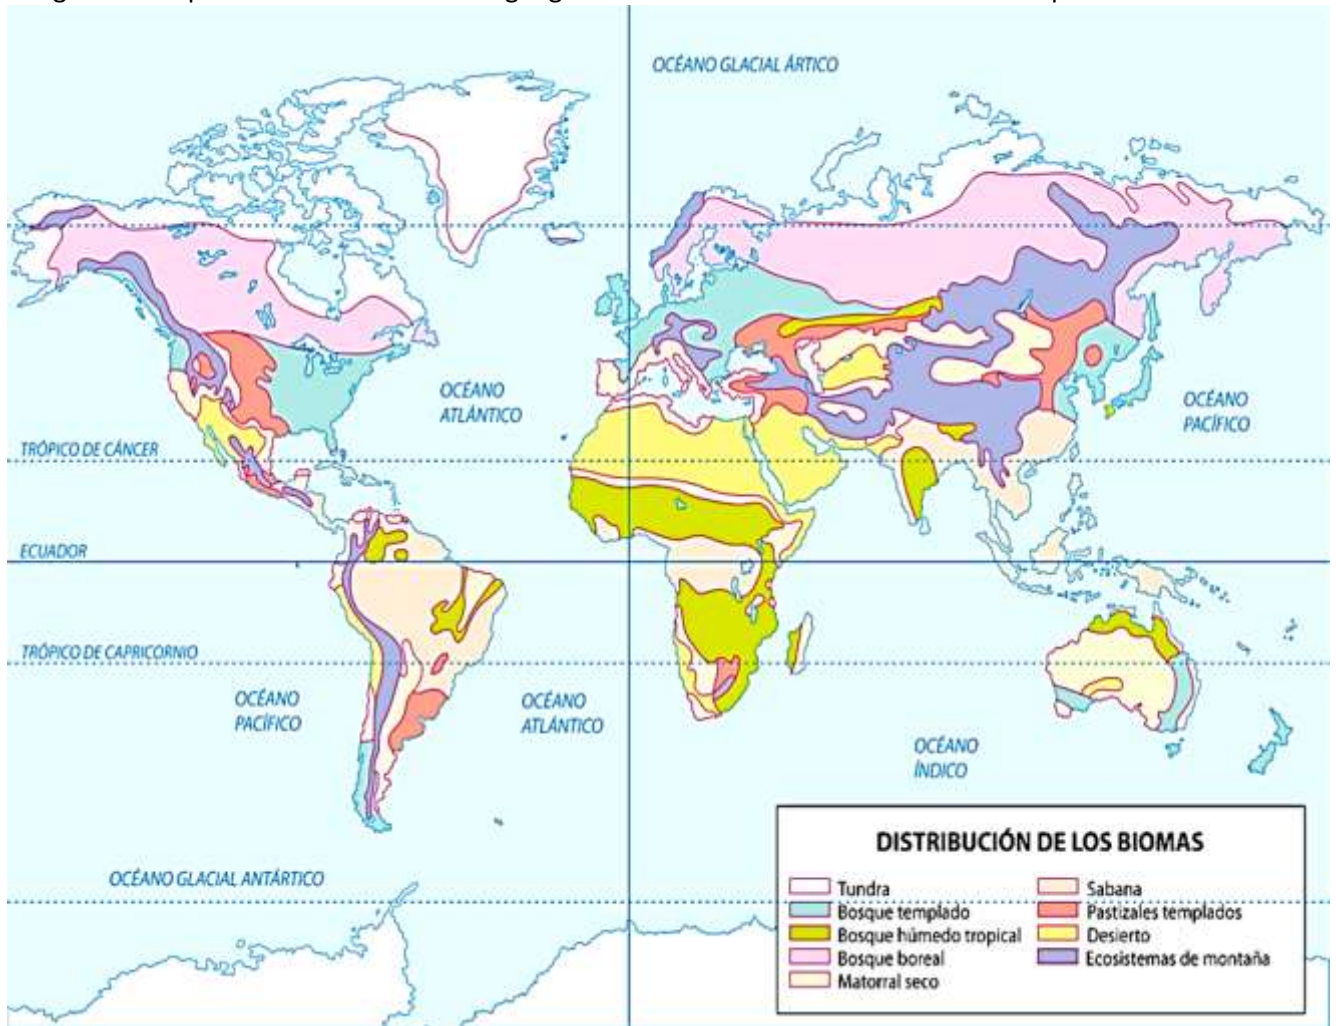 OCÉANO GLACIAL ÁRTICO
OCÉANO
ATLÁNTICO
OCÉANO
PACÍFICO
TRÓPICO DE CÁNCER
ECUADOR
TRÓPICO DE CAPRICORNIO
OCÉANO
PACÍFICO
OCÉANO
ATLÁNTICO
OCÉANO
ÍNDICO
OCÉANO GLACIAL ANTÁRTICO
DISTRIBUCIÓN DE LOS BIOMAS
Tundra
Bosque templado
Bosque húmedo tropical
Bosque boreal
Matorral seco
Sabana
Pastizales templados
Desierto
Ecosistemas de montaña